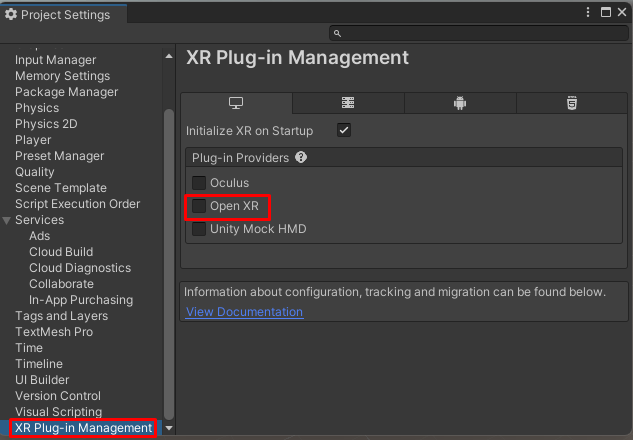 Project Settings
XR Plug-in Management
Input Manager
Memory Settings
Package Manager
Physics
Physics 2D
Player
Preset Manager
Quality
Scene Template
Script Execution Order
Services
Ads
Cloud Build
Cloud Diagnostics
Collaborate
In-App Purchasing
Tags and Layers
TextMesh Pro
Time
Timeline
UI Builder
Version Control
Visual Scripting
XR Plug-in Management
Initialize XR on Startup
Plug-in Providers ?
Oculus
Open XR
Unity Mock HMD
Information about configuration, tracking and migration can be found below.
View Documentation